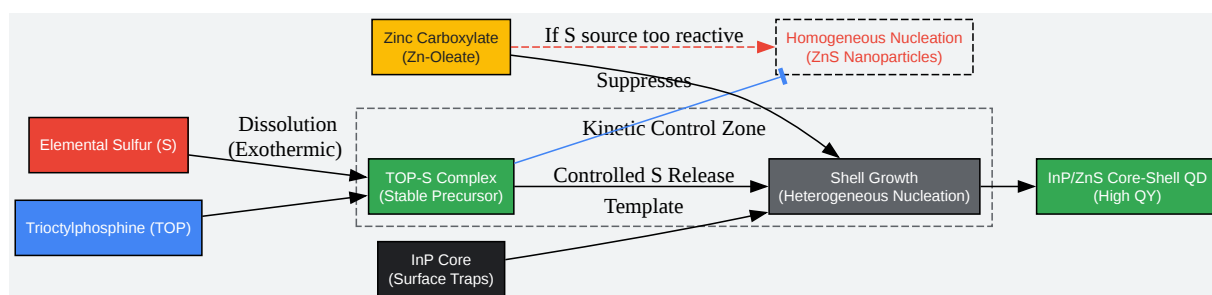 Zinc Carboxylate
(Zn-Oleate)
If S source too reactive
Homogeneous Nucleation
(ZnS Nanoparticles)
Suppresses
Elemental Sulfur (S)
Dissolution
(Exothermic)
Kinetic Control Zone
TOP-S Complex
(Stable Precursor)
Controlled S Release
Shell Growth
(Heterogeneous Nucleation)
InP/ZnS Core-Shell QD
(High QY)
Trioctylphosphine (TOP)
Template
InP Core
(Surface Traps)